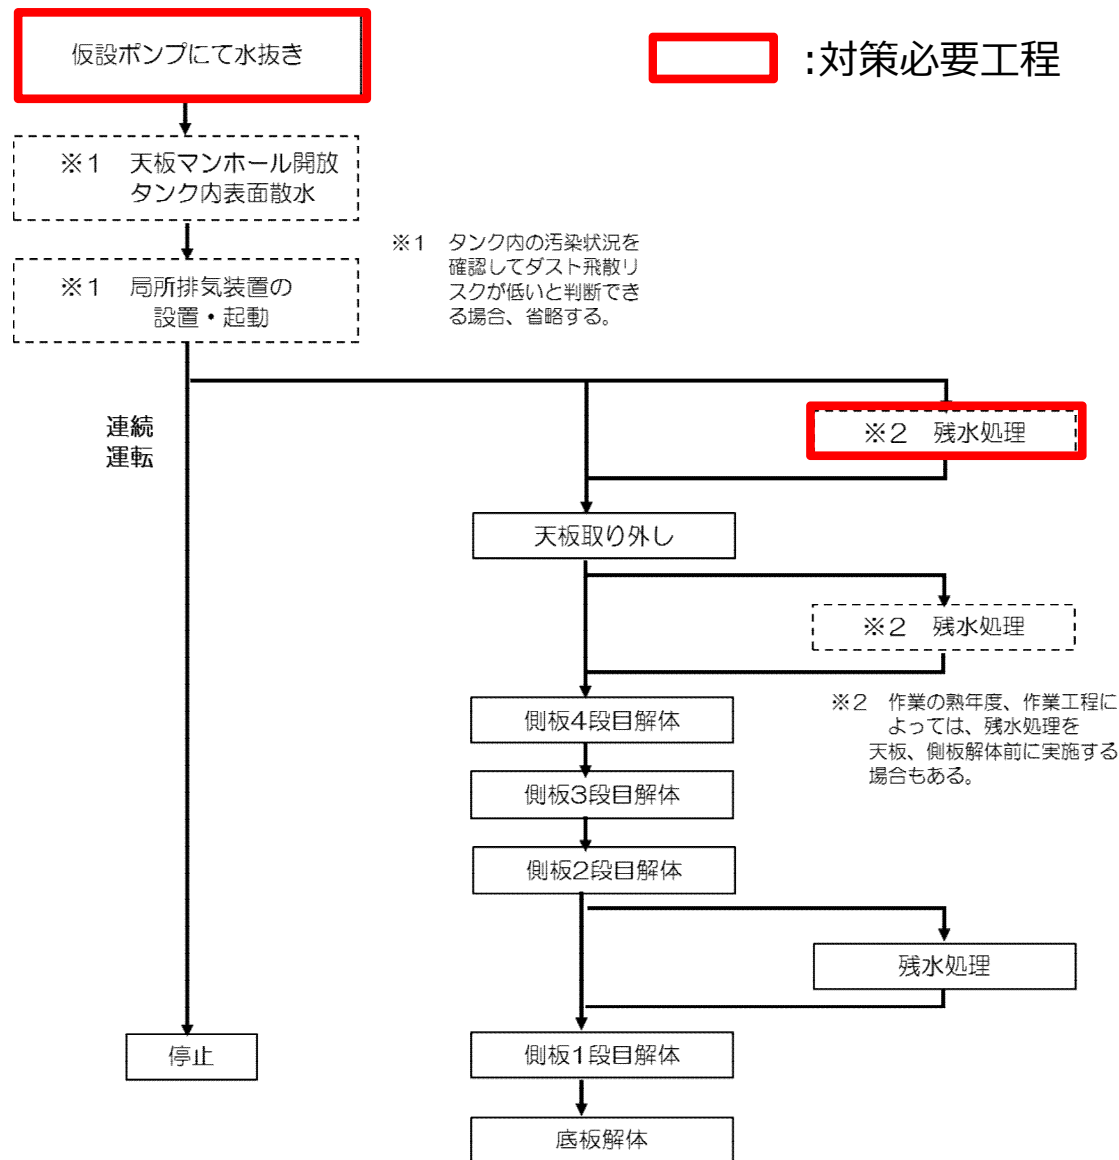 仮設ポンプにて水抜き
:対策必要工程
※1 天板マンホール開放
タンク内表面散水
※1 タンク内の汚染状況を
確認してダスト飛散リ
スクが低いと判断でき
る場合、省略する。
※1 局所排気装置の
設置・起動
連続
運転
※2 残水処理
天板取り外し
※2 残水処理
※2 作業の熟年度、作業工程に
よっては、残水処理を
天板、側板解体前に実施する
場合もある。
側板4段目解体
側板3段目解体
側板2段目解体
残水処理
停止
側板1段目解体
底板解体